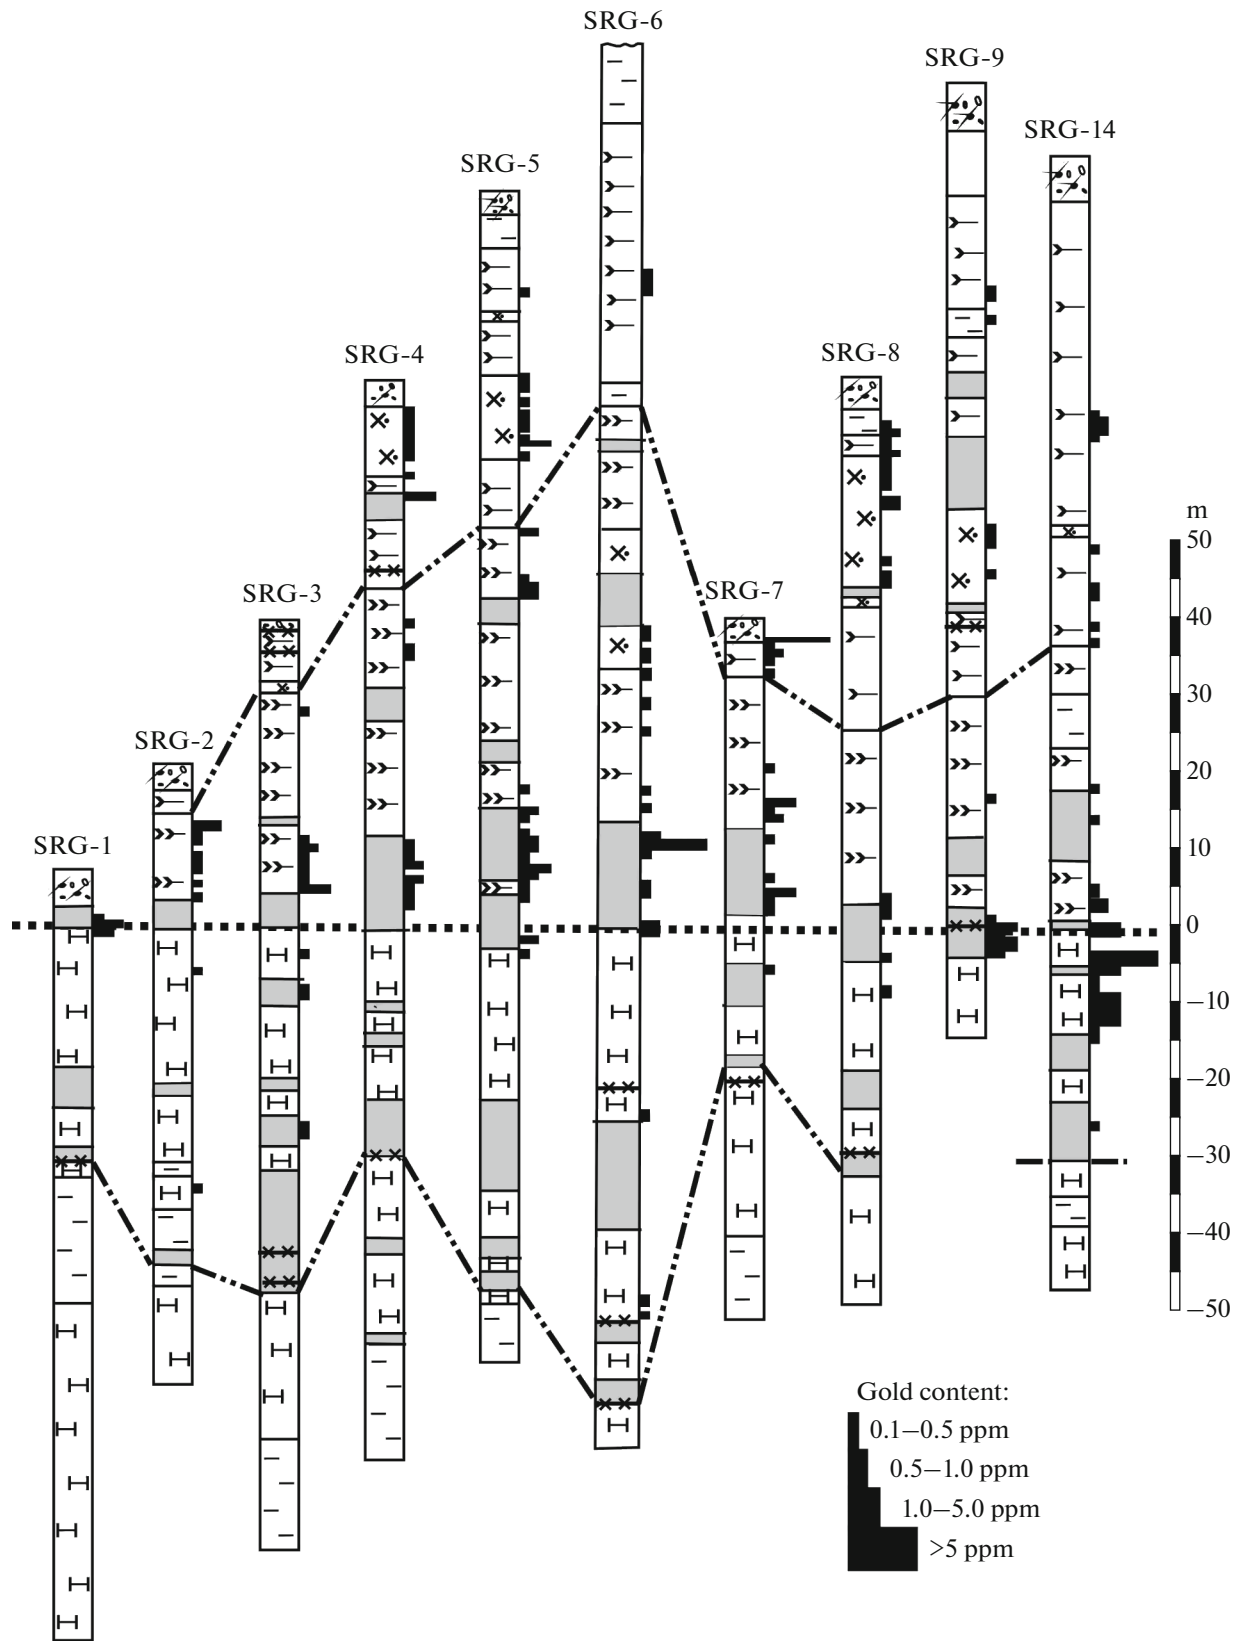 SRG-6
SRG-9
SRG-14
SRG-5
SRG-4
SRG-8
m
50
SRG-3
SRG-7
40
30
SRG-2
20
10
SRG-1
0
–10
–20
–30
–40
–50
Gold content:
0.1–0.5 ppm
0.5–1.0 ppm
1.0–5.0 ppm
>5 ppm